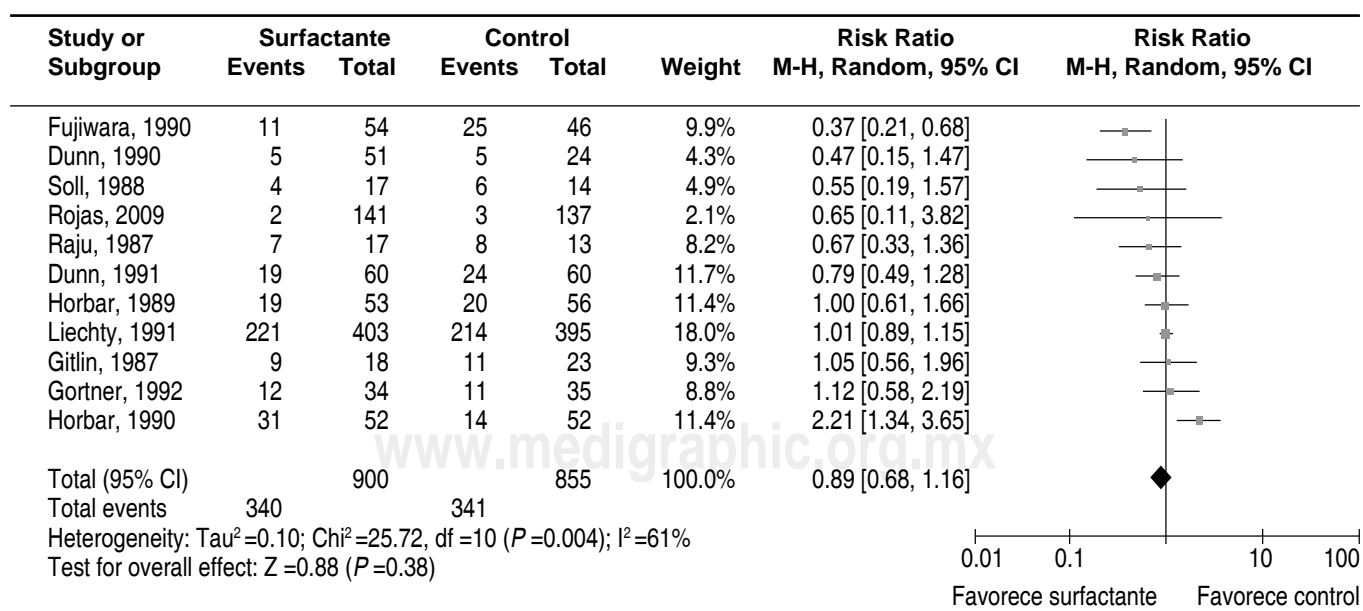 Study or Surfactante Control Risk Ratio Risk Ratio
Subgroup Events Total Events Total Weight M-H, Random, 95% CI M-H, Random, 95% CI
Fujiwara, 1990 11 54 25 46 9.9% 0.37 [0.21, 0.68]
Dunn, 1990 5 51 5 24 4.3% 0.47 [0.15, 1.47]
Soll, 1988 4 17 6 14 4.9% 0.55 [0.19, 1.57]
Rojas, 2009 2 141 3 137 2.1% 0.65 [0.11, 3.82]
Raju, 1987 7 17 8 13 8.2% 0.67 [0.33, 1.36]
Dunn, 1991 19 60 24 60 11.7% 0.79 [0.49, 1.28]
Horbar, 1989 19 53 20 56 11.4% 1.00 [0.61, 1.66]
Liechty, 1991 221 403 214 395 18.0% 1.01 [0.89, 1.15]
Gitlin, 1987 9 18 11 23 9.3% 1.05 [0.56, 1.96]
Gortner, 1992 12 34 11 35 8.8% 1.12 [0.58, 2.19]
Horbar, 1990 31 52 14 52 11.4% 2.21 [1.34, 3.65]
www.medigraphic.org.mx
Total (95% CI) 900 855 100.0% 0.89 [0.68, 1.16]
Total events 340 341
Heterogeneity: Tau²=0.10; Chi²=25.72, df =10 (P =0.004); I²=61%
Test for overall effect: Z =0.88 (P =0.38)
0.01 0.1 10 100
Favorece surfactante Favorece control